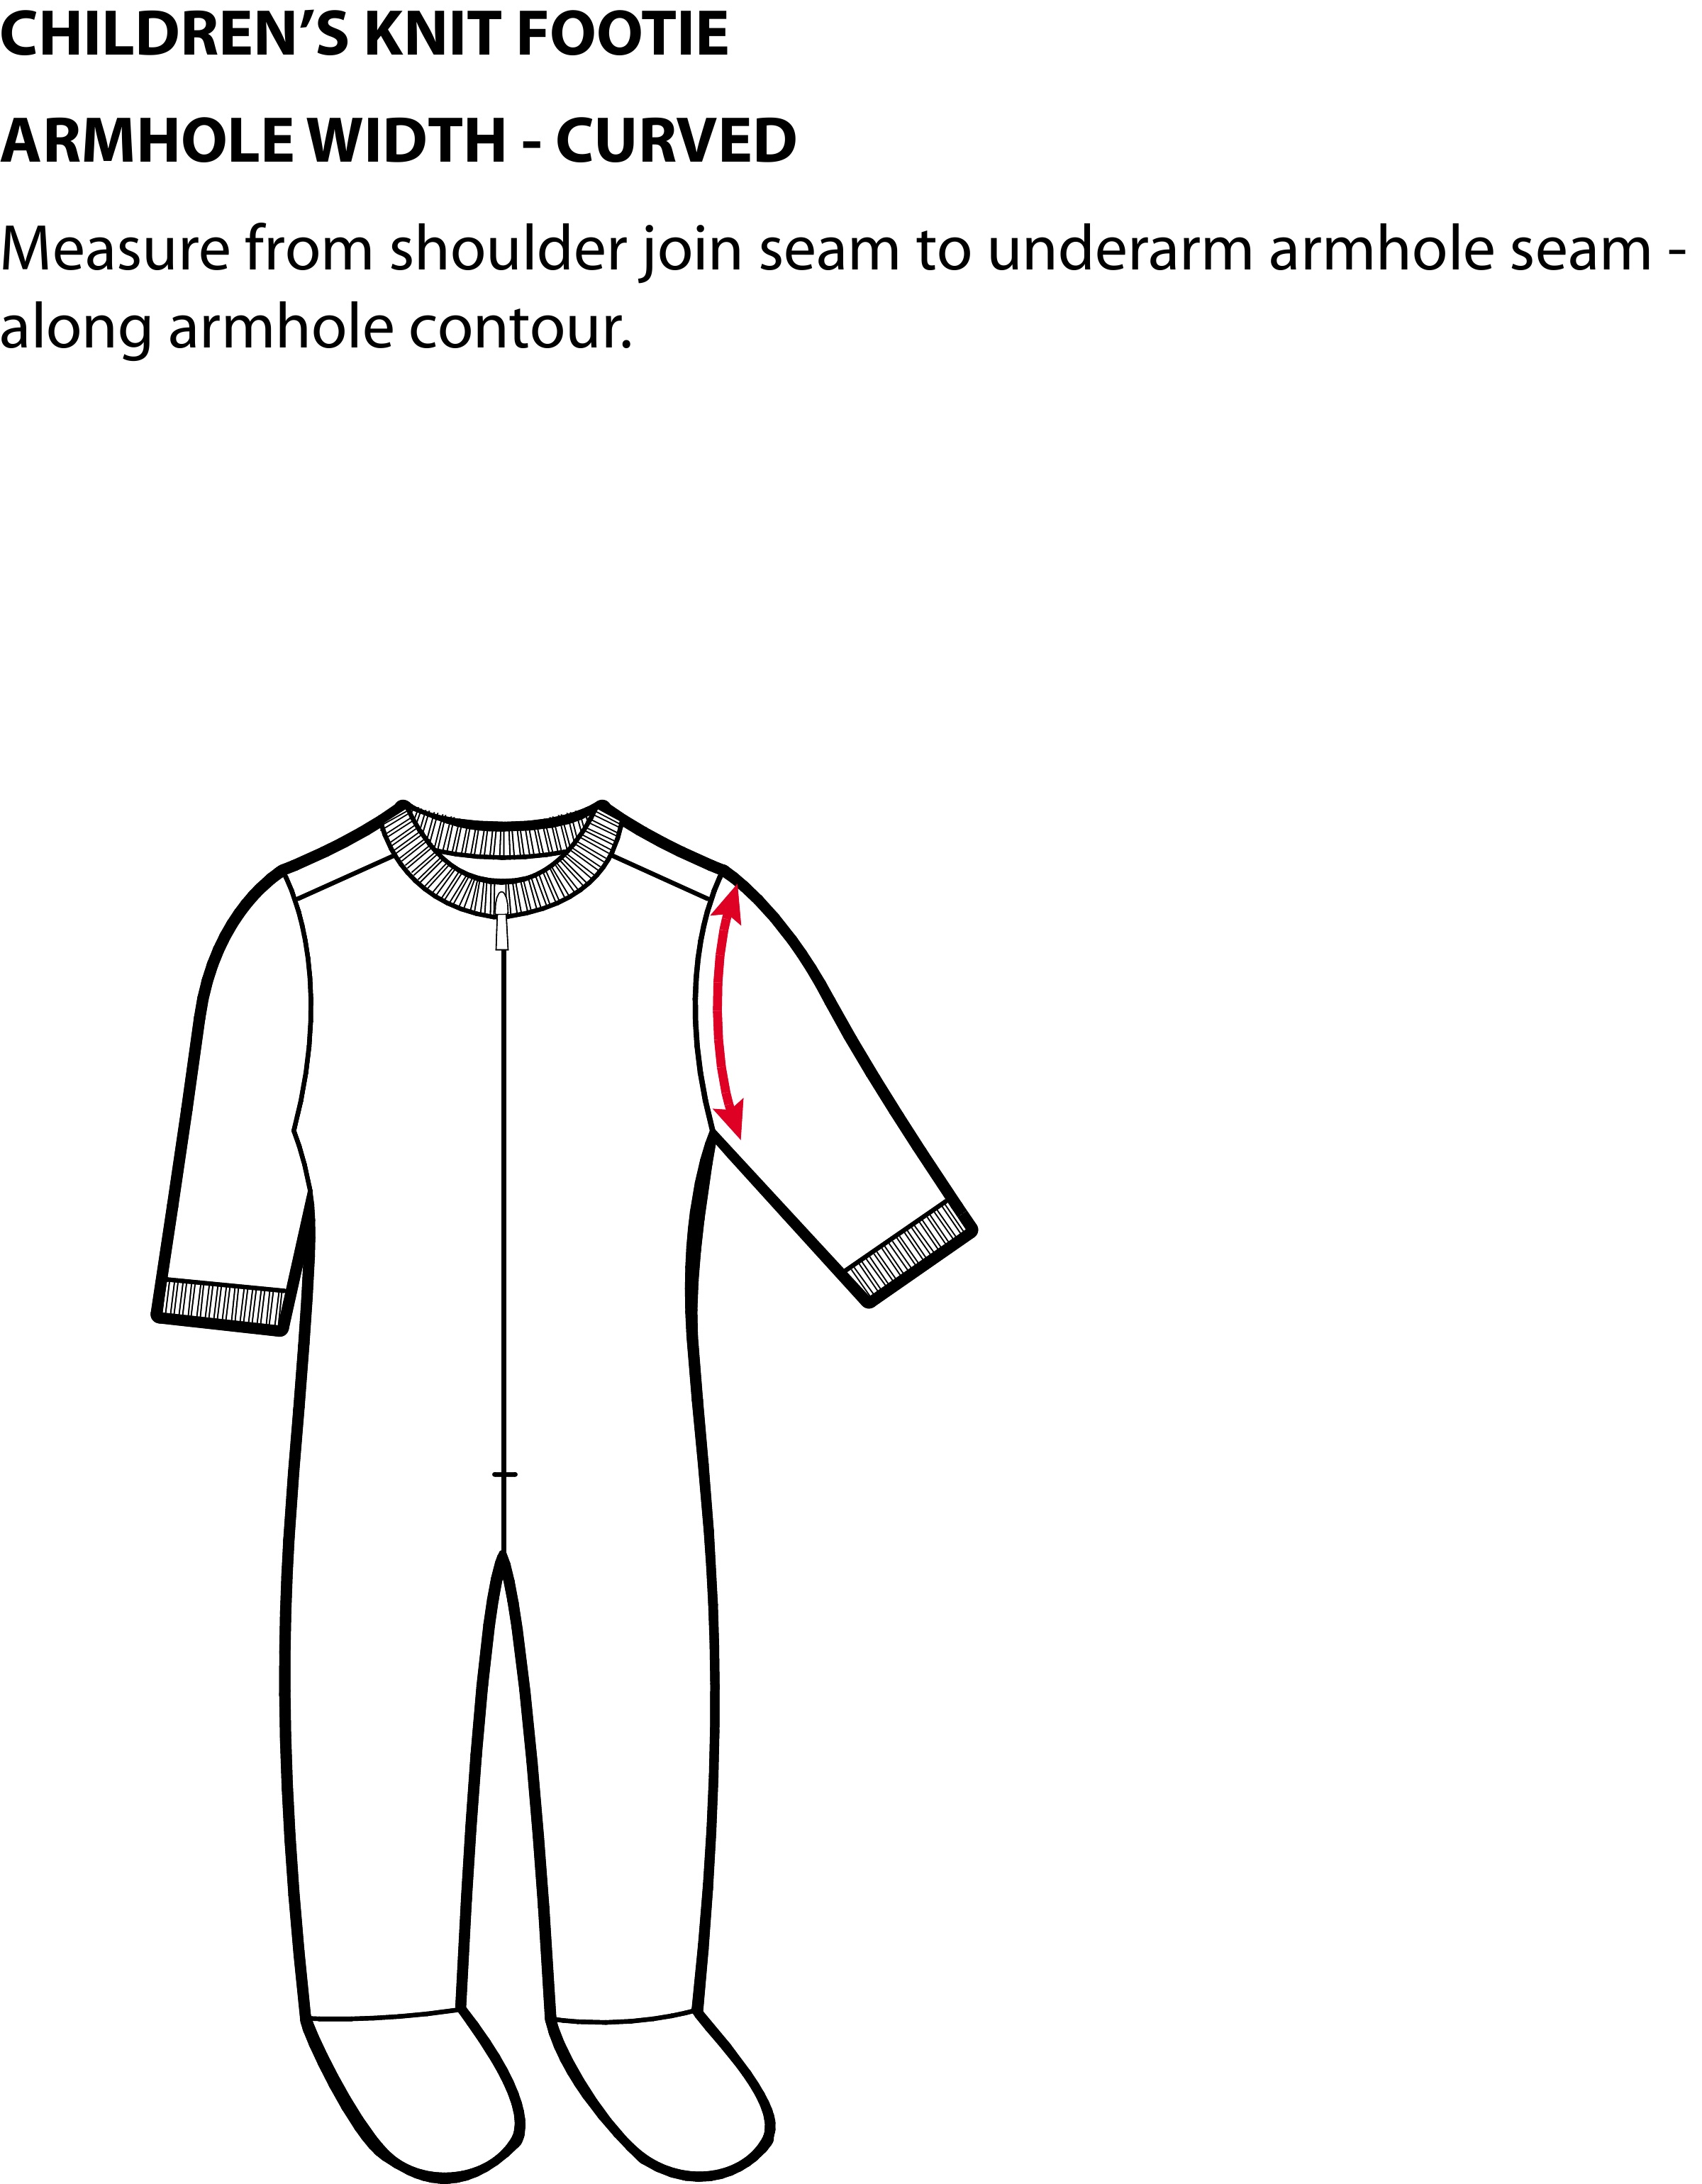 CHILDREN’S KNIT FOOTIE
ARMHOLE WIDTH - CURVED
Measure from shoulder join seam to underarm armhole seam -
along armhole contour.